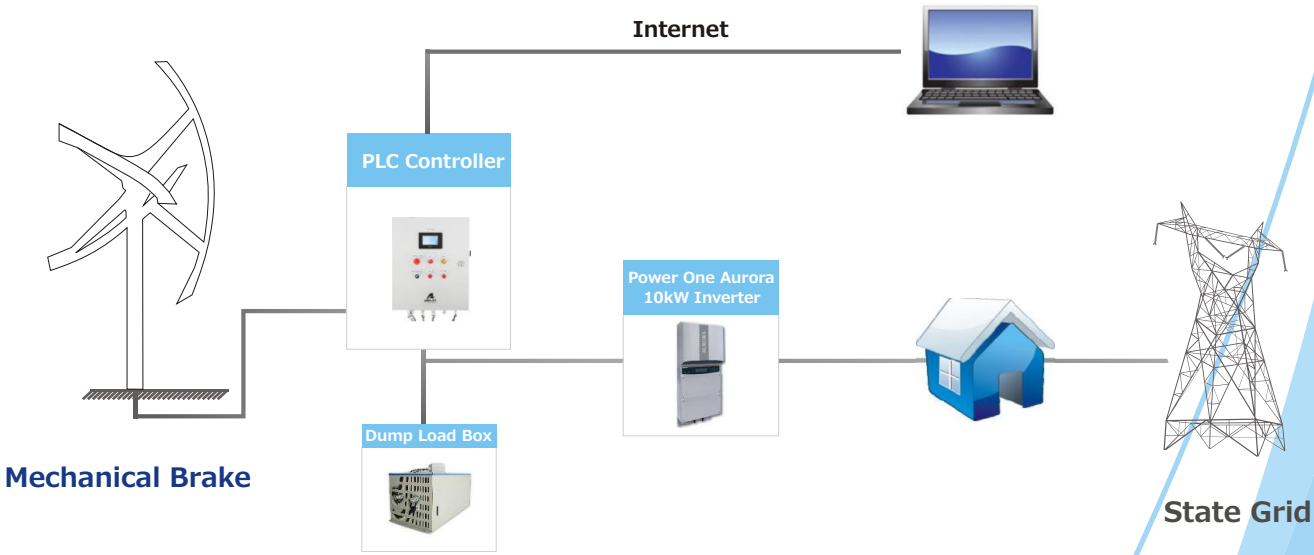 Internet
PLC Controller
Power One Aurora
10kW Inverter
Dump Load Box
Mechanical Brake
State Grid